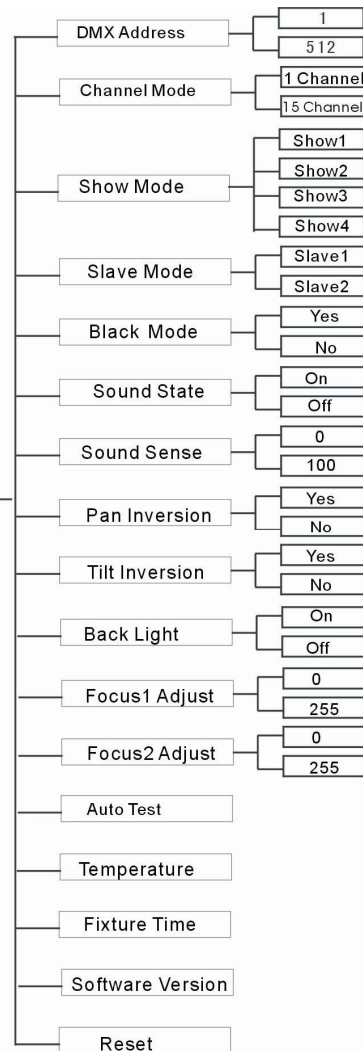 DMX Address
1
512
Channel Mode
1 Channel
15 Channel
Show Mode
Show1
Show2
Show3
Show4
Slave Mode
Slave1
Slave2
Black Mode
Yes
No
Sound State
On
Off
Sound Sense
0
100
Pan Inversion
Yes
No
Tilt Inversion
Yes
No
Back Light
On
Off
Focus1 Adjust
0
255
Focus2 Adjust
0
255
Auto Test
Temperature
Fixture Time
Software Version
Reset